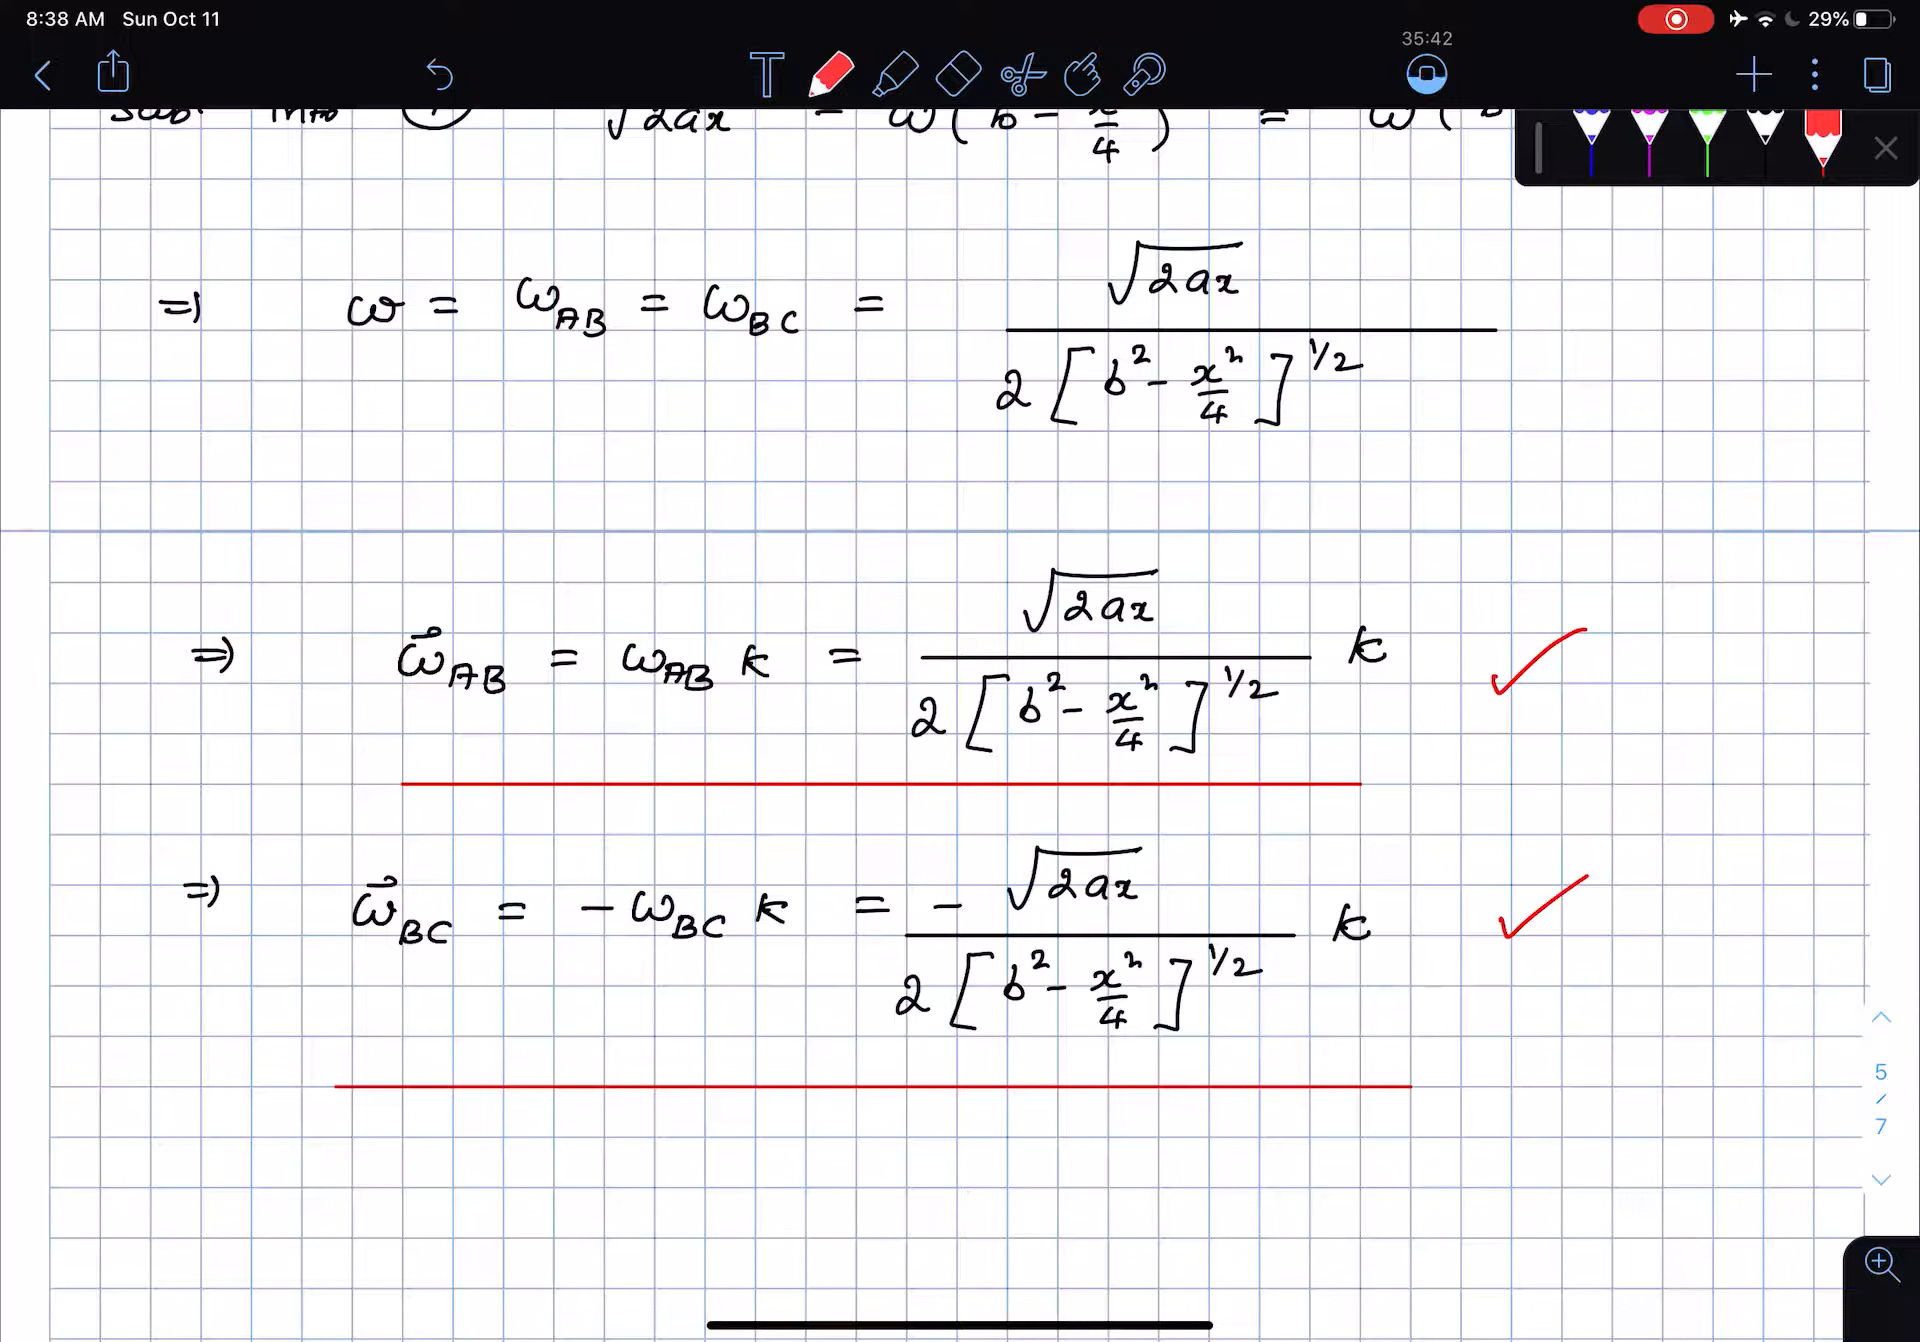 8:38 AM Sun Oct 11 29%
35:42
T
√2ax = ω(b - x/4) = ω(
⇒ ω = ω_AB = ω_BC = √2ax / 2[b² - x²/4]^1/2
⇒ ω⃗_AB = ω_AB k = √2ax / 2[b² - x²/4]^1/2 k ✓
⇒ ω⃗_BC = -ω_BC k = - √2ax / 2[b² - x²/4]^1/2 k ✓
5
/
7